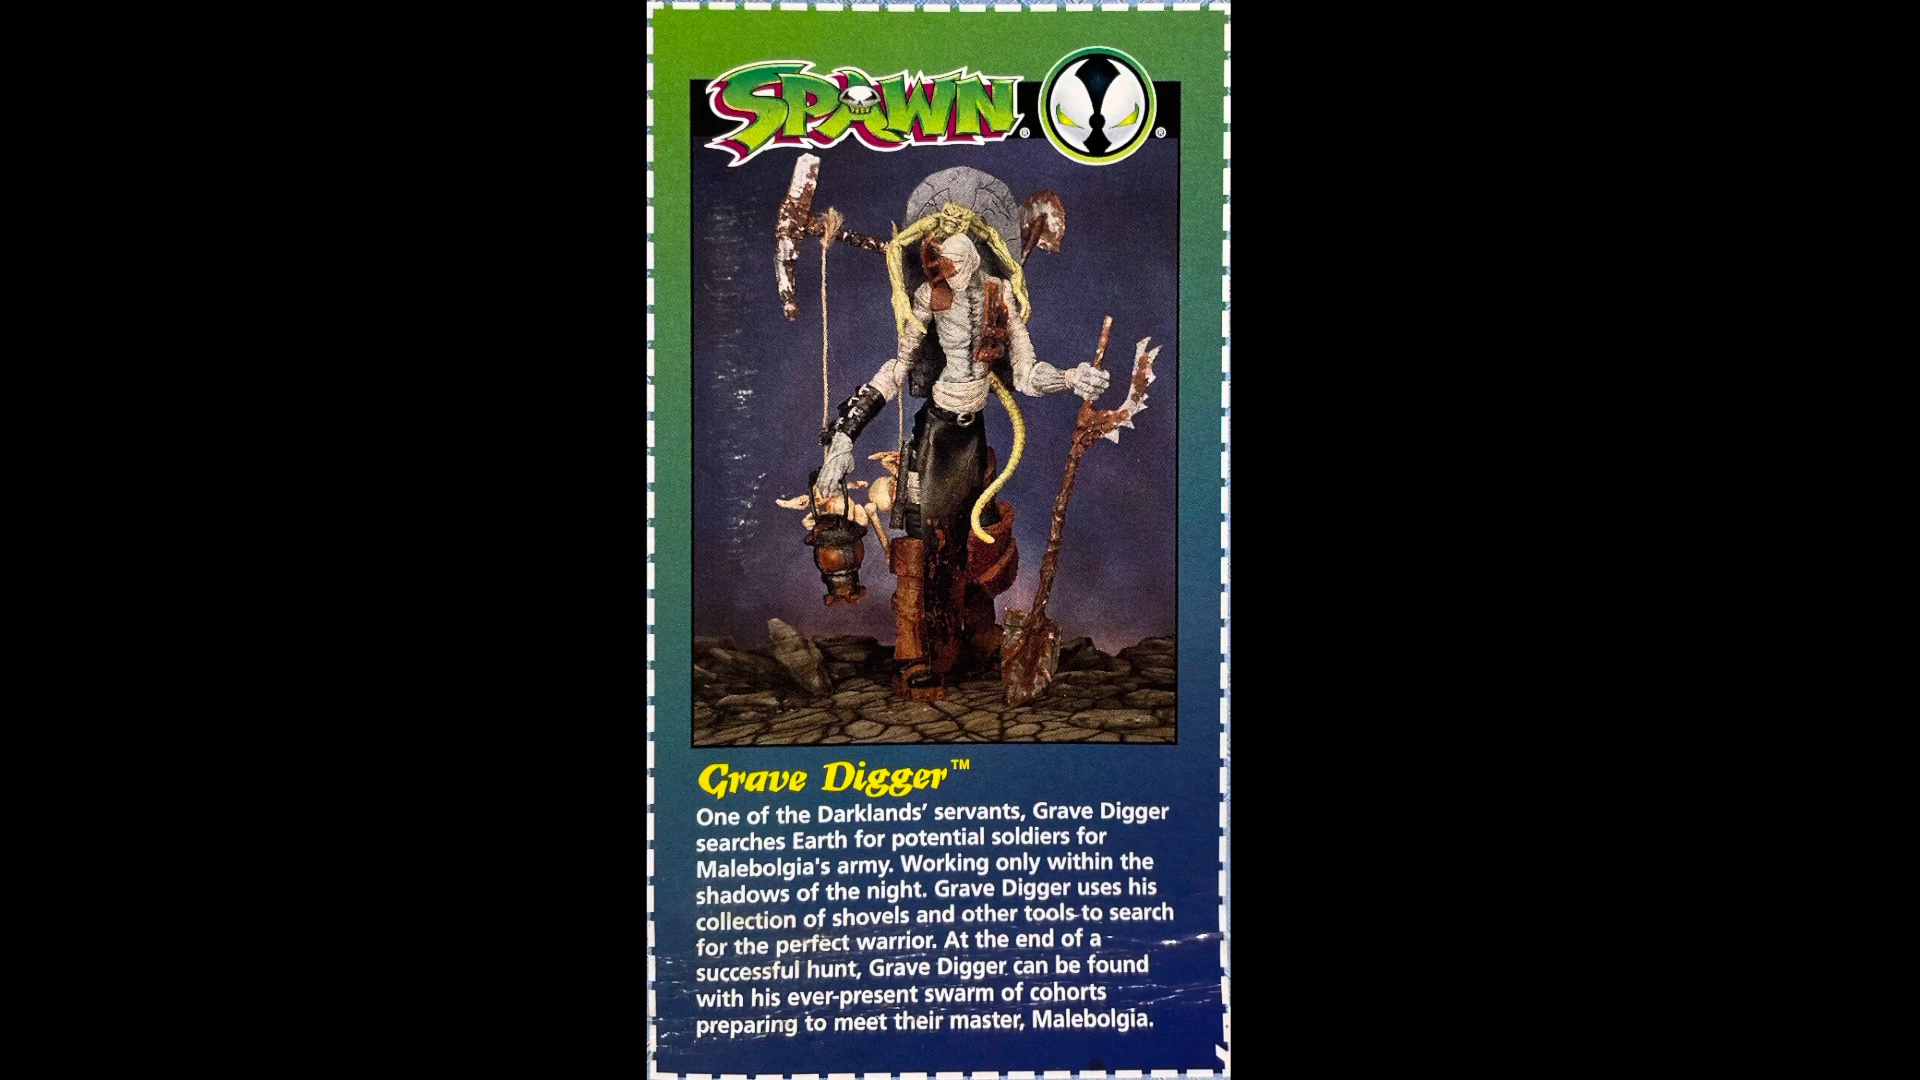 SPAWN®
®
Grave Digger™
One of the Darklands' servants, Grave Digger
searches Earth for potential soldiers for
Malebolgia's army. Working only within the
shadows of the night. Grave Digger uses his
collection of shovels and other tools to search
for the perfect warrior. At the end of a
successful hunt, Grave Digger can be found
with his ever-present swarm of cohorts
preparing to meet their master, Malebolgia.